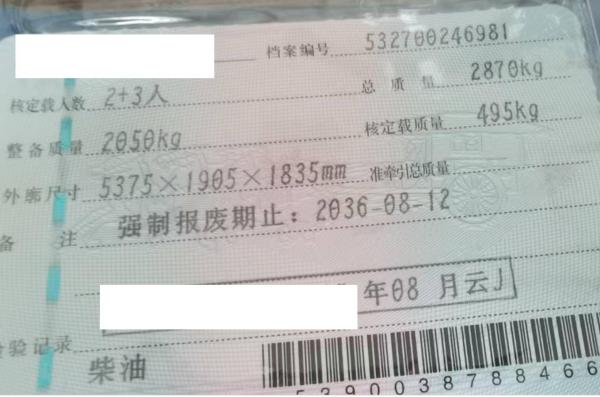 档案编号 532700246981
核定载人数 2+3人 总质量 2870kg
整备质量 2050kg 核定载质量 495kg
外廓尺寸 5375×1905×1835mm 准牵引总质量
备注 强制报废期止：2036-08-12
年08 月云J
检验记录
柴油
5390038788466